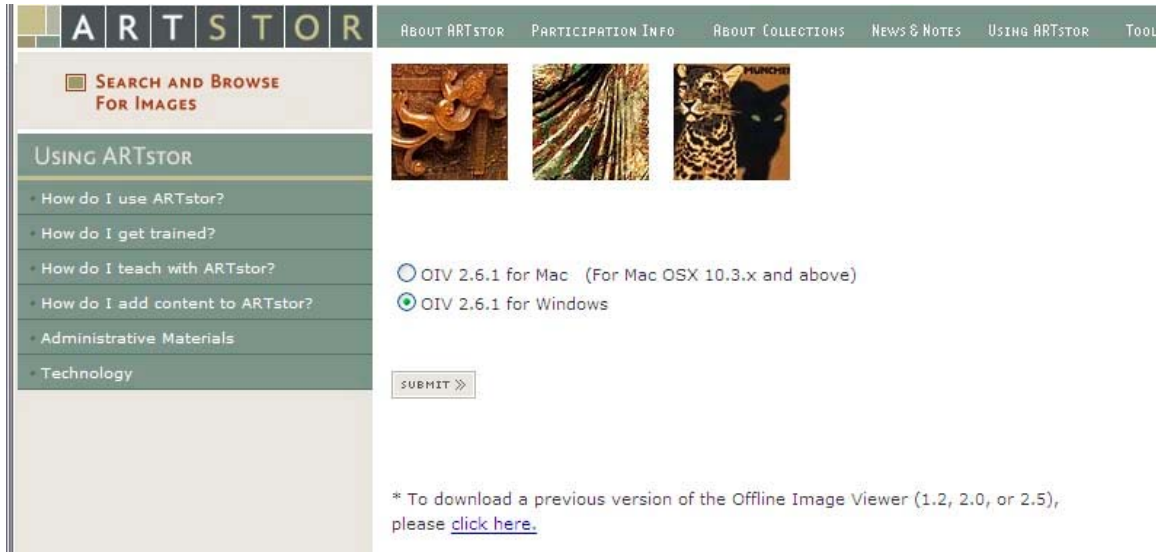 ARTSTOR
About ARTstor Participation Info About Collections News & Notes Using ARTstor
Search and Browse
For Images
MÜNCHEN
Using ARTstor
How do I use ARTstor?
How do I get trained?
How do I teach with ARTstor?
How do I add content to ARTstor?
Administrative Materials
Technology
OIV 2.6.1 for Mac (For Mac OSX 10.3.x and above)
OIV 2.6.1 for Windows
SUBMIT »
* To download a previous version of the Offline Image Viewer (1.2, 2.0, or 2.5),
please click here.